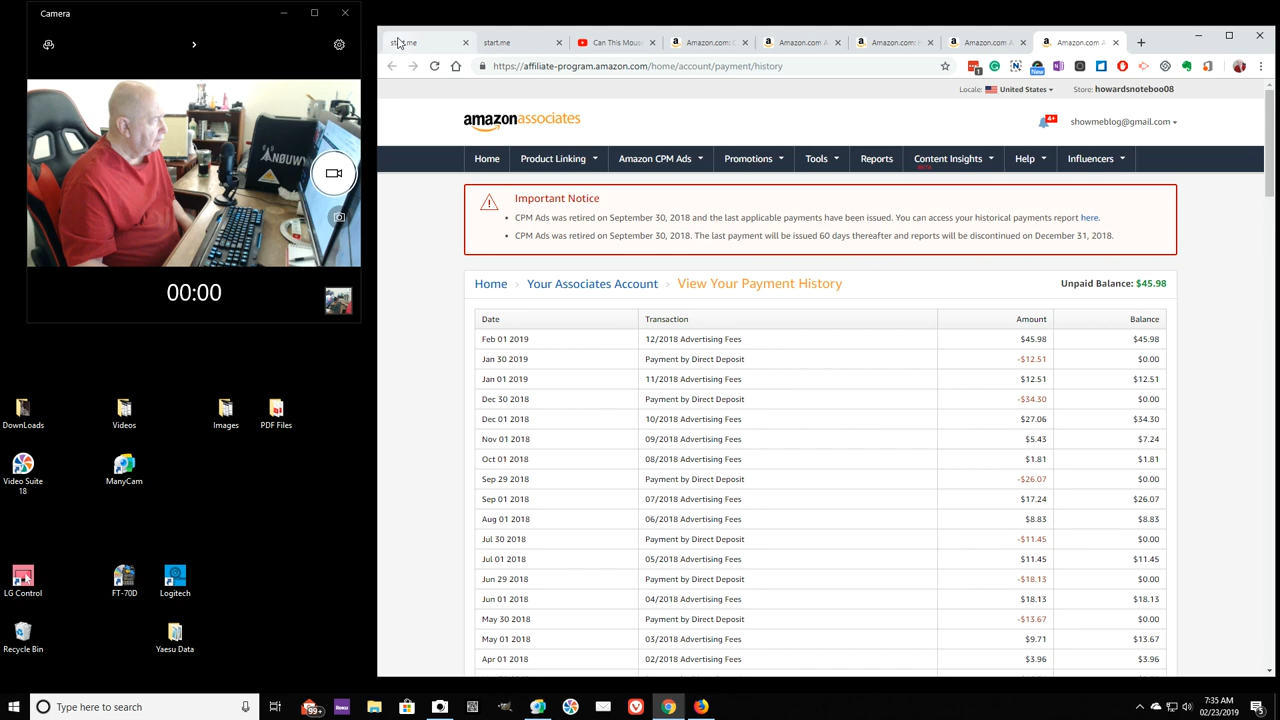 Camera
00:00
DownLoads
Videos
Images
PDF Files
Video Suite
18
ManyCam
LG Control
FT-70D
Logitech
Recycle Bin
Yaesu Data
start.me
Can This Mous
Amazon.com: C
Amazon.com A
Amazon.com: H
Amazon.com A
Amazon.com A
https://affiliate-program.amazon.com/home/account/payment/history
Locale: United States Store: howardsnoteboo08
amazonassociates
4+ showmeblog@gmail.com
Home Product Linking Amazon CPM Ads Promotions Tools Reports Content Insights BETA Help Influencers
Important Notice
• CPM Ads was retired on September 30, 2018 and the last applicable payments have been issued. You can access your historical payments report here.
• CPM Ads was retired on September 30, 2018. The last payment will be issued 60 days thereafter and reports will be discontinued on December 31, 2018.
Home › Your Associates Account › View Your Payment History Unpaid Balance: $45.98
Date Transaction Amount Balance
Feb 01 2019 12/2018 Advertising Fees $45.98 $45.98
Jan 30 2019 Payment by Direct Deposit -$12.51 $0.00
Jan 01 2019 11/2018 Advertising Fees $12.51 $12.51
Dec 30 2018 Payment by Direct Deposit -$34.30 $0.00
Dec 01 2018 10/2018 Advertising Fees $27.06 $34.30
Nov 01 2018 09/2018 Advertising Fees $5.43 $7.24
Oct 01 2018 08/2018 Advertising Fees $1.81 $1.81
Sep 29 2018 Payment by Direct Deposit -$26.07 $0.00
Sep 01 2018 07/2018 Advertising Fees $17.24 $26.07
Aug 01 2018 06/2018 Advertising Fees $8.83 $8.83
Jul 30 2018 Payment by Direct Deposit -$11.45 $0.00
Jul 01 2018 05/2018 Advertising Fees $11.45 $11.45
Jun 29 2018 Payment by Direct Deposit -$18.13 $0.00
Jun 01 2018 04/2018 Advertising Fees $18.13 $18.13
May 30 2018 Payment by Direct Deposit -$13.67 $0.00
May 01 2018 03/2018 Advertising Fees $9.71 $13.67
Apr 01 2018 02/2018 Advertising Fees $3.96 $3.96
Type here to search
99+
Roku
7:35 AM
02/23/2019